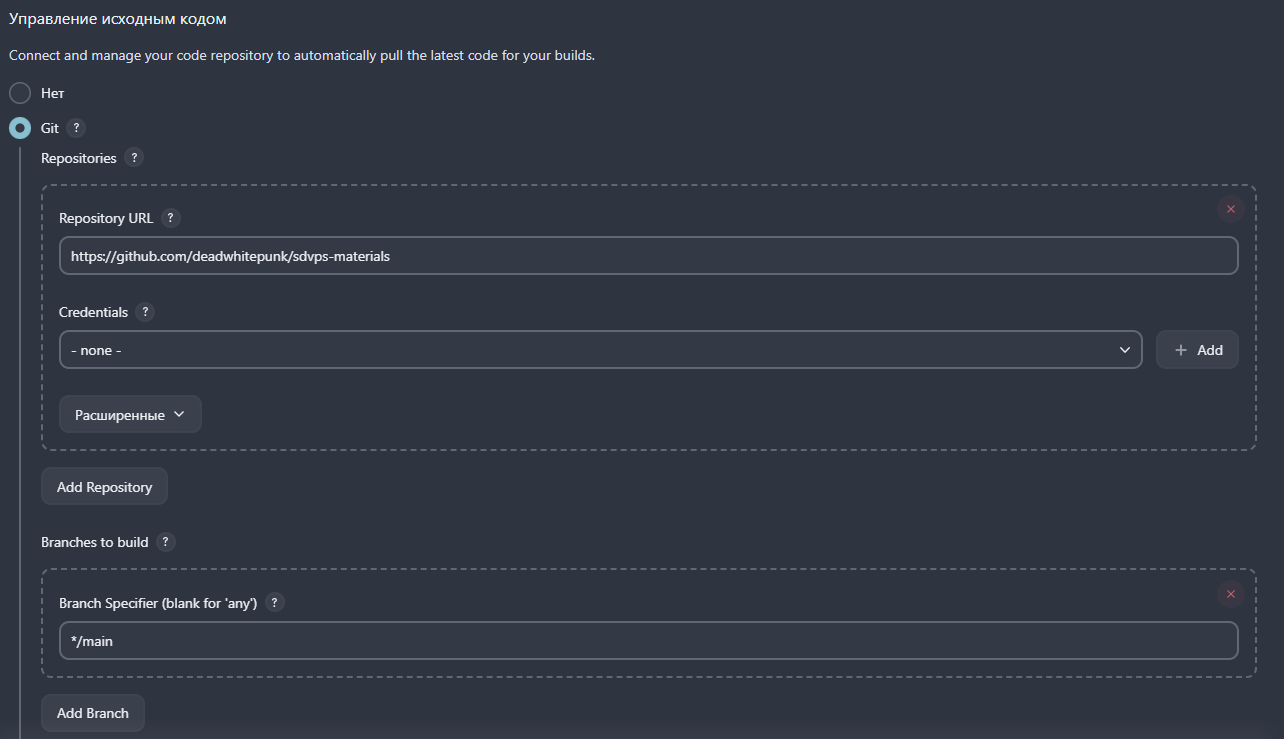 Управление исходным кодом
Connect and manage your code repository to automatically pull the latest code for your builds.
Нет
Git ?
Repositories ?
Repository URL ?
https://github.com/deadwhitepunk/sdvps-materials
Credentials ?
- none -
+ Add
Расширенные
Add Repository
Branches to build ?
Branch Specifier (blank for 'any') ?
*/main
Add Branch